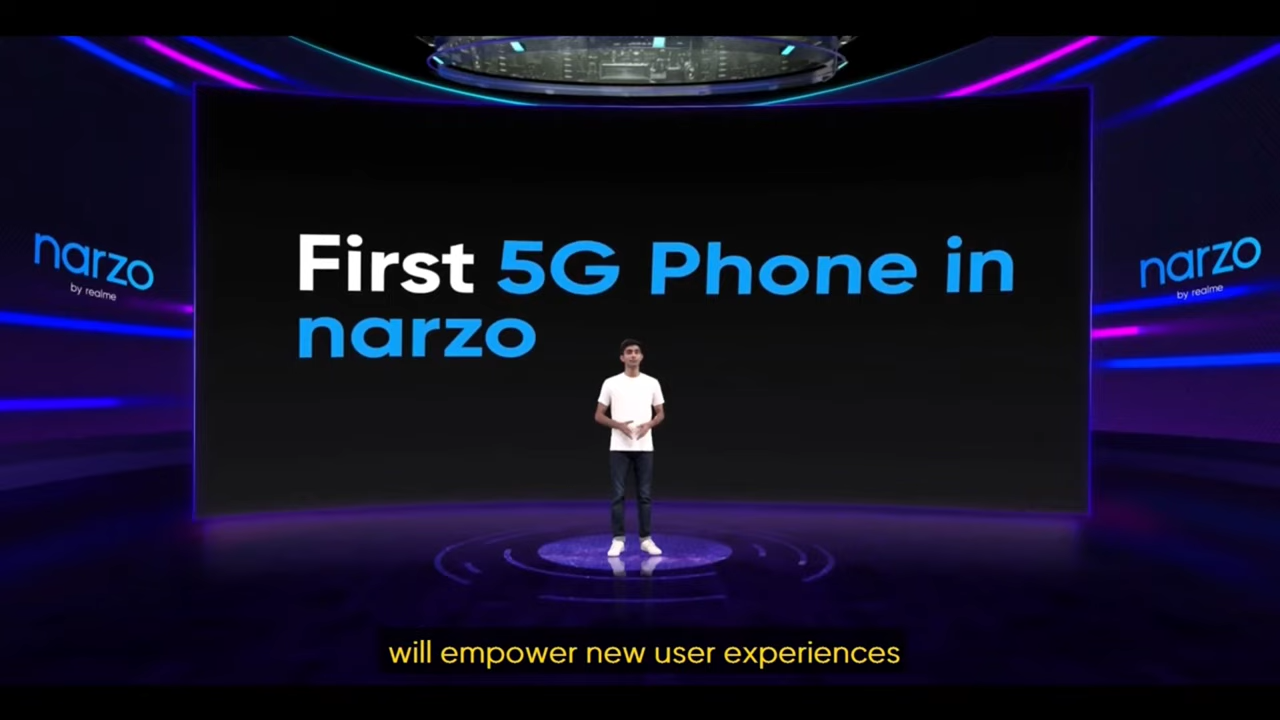 First 5G Phone in
narzo
narzo
by realme
narzo
by realme
will empower new user experiences